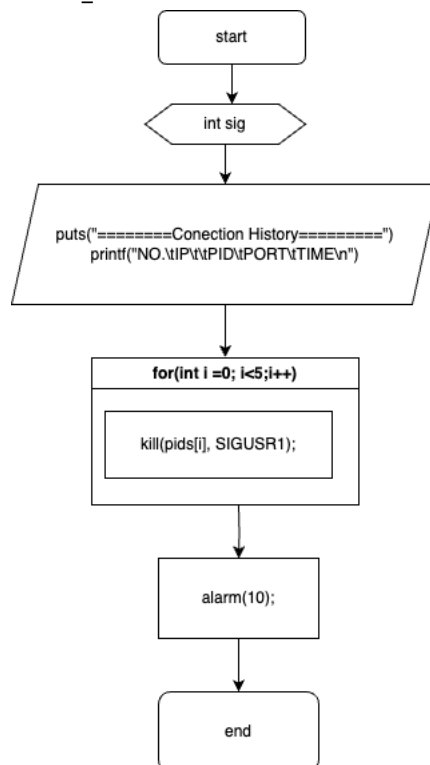 start
int sig
puts("========Conection History=========")
printf("NO.\tIP\t\tPID\tPORT\tTIME\n")
for(int i =0; i<5;i++)
kill(pids[i], SIGUSR1);
alarm(10);
end